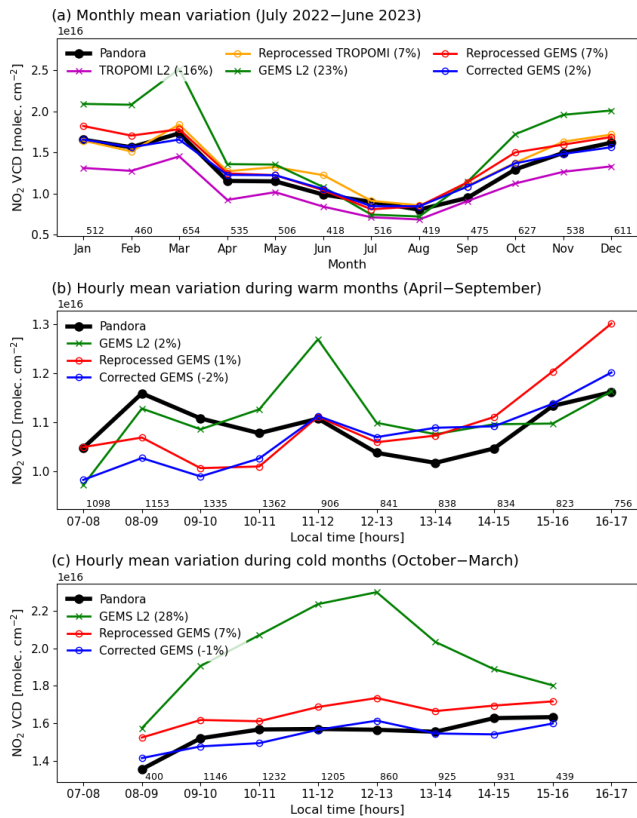 (a) Monthly mean variation (July 2022−June 2023)
1e16
Pandora
TROPOMI L2 (-16%)
Reprocessed TROPOMI (7%)
GEMS L2 (23%)
Reprocessed GEMS (7%)
Corrected GEMS (2%)
NO2 VCD [molec. cm−2]
2.5
2.0
1.5
1.0
0.5
512 460 654 535 506 418 516 419 475 627 538 611
Jan Feb Mar Apr May Jun Jul Aug Sep Oct Nov Dec
Month
(b) Hourly mean variation during warm months (April−September)
1e16
Pandora
GEMS L2 (2%)
Reprocessed GEMS (1%)
Corrected GEMS (-2%)
NO2 VCD [molec. cm−2]
1.3
1.2
1.1
1.0
1098 1153 1335 1362 906 841 838 834 823 756
07-08 08-09 09-10 10-11 11-12 12-13 13-14 14-15 15-16 16-17
Local time [hours]
(c) Hourly mean variation during cold months (October−March)
1e16
Pandora
GEMS L2 (28%)
Reprocessed GEMS (7%)
Corrected GEMS (-1%)
NO2 VCD [molec. cm−2]
2.2
2.0
1.8
1.6
1.4
400 1146 1232 1205 860 925 931 439
07-08 08-09 09-10 10-11 11-12 12-13 13-14 14-15 15-16 16-17
Local time [hours]